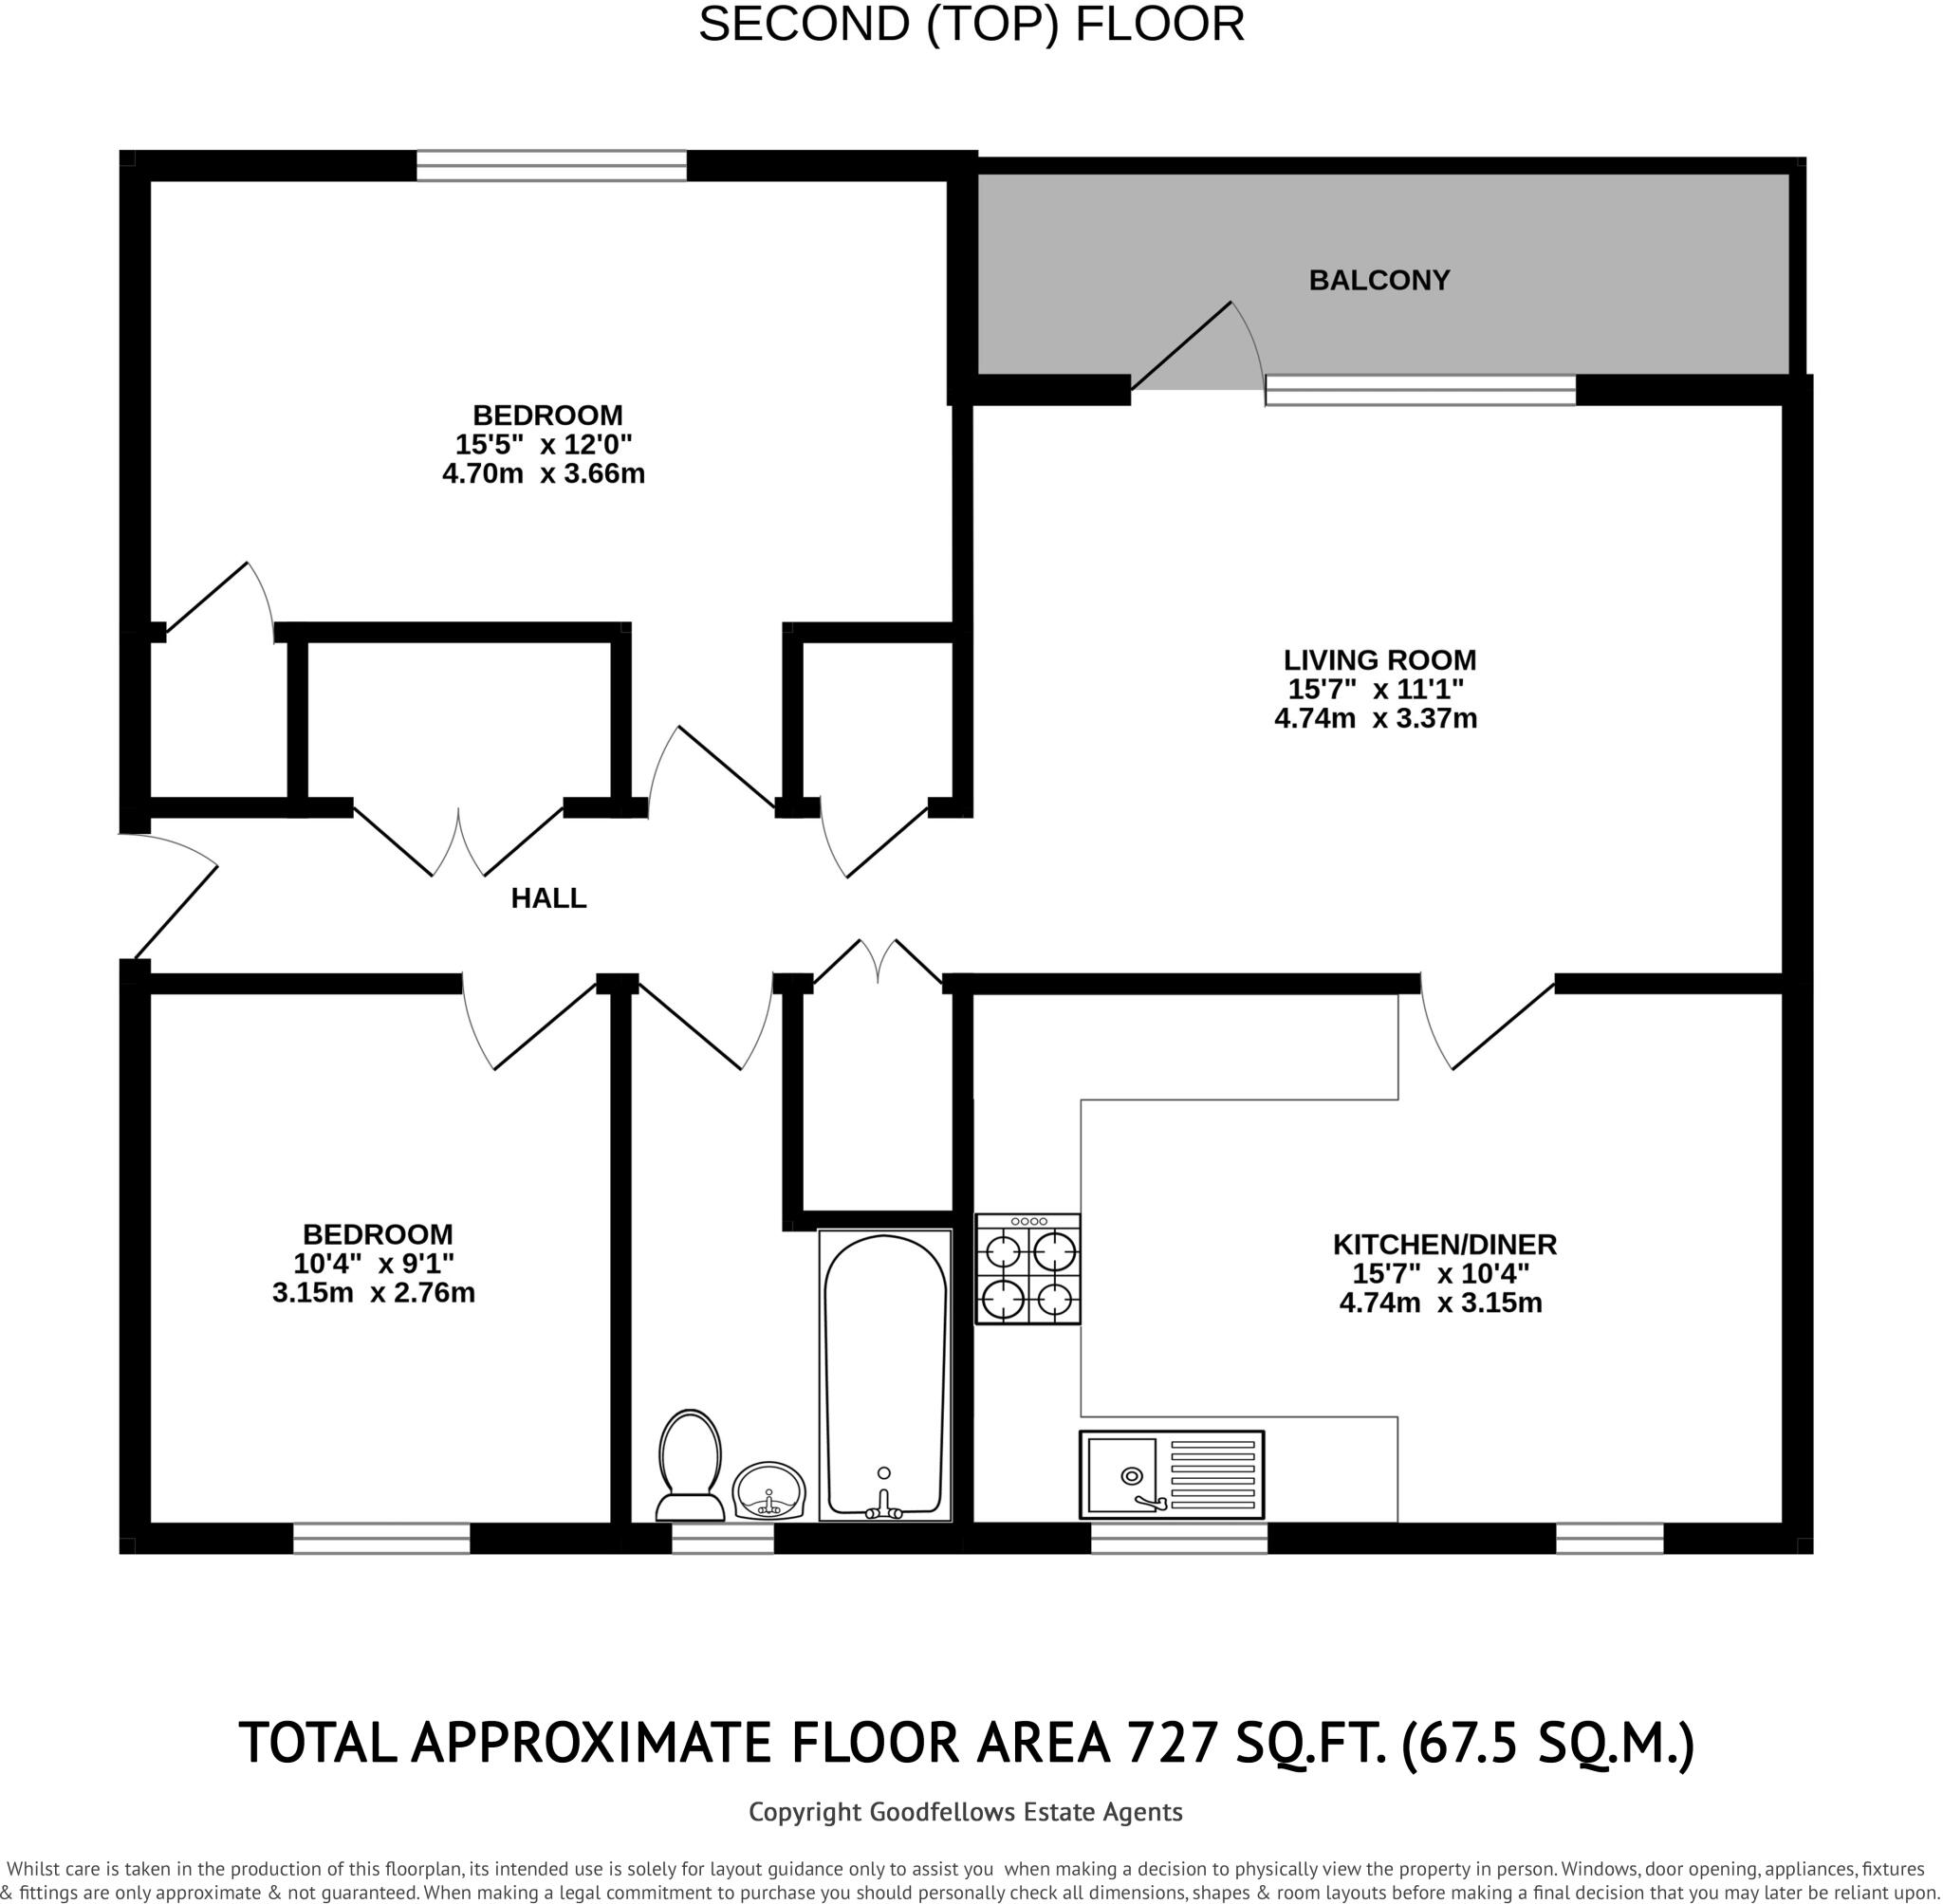 SECOND (TOP) FLOOR
BALCONY
BEDROOM
15'5" x 12'0"
4.70m x 3.66m
LIVING ROOM
15'7" x 11'1"
4.74m x 3.37m
HALL
BEDROOM
10'4" x 9'1"
3.15m x 2.76m
KITCHEN/DINER
15'7" x 10'4"
4.74m x 3.15m
TOTAL APPROXIMATE FLOOR AREA 727 SQ.FT. (67.5 SQ.M.)
Copyright Goodfellows Estate Agents
Whilst care is taken in the production of this floorplan, its intended use is solely for layout guidance only to assist you when making a decision to physically view the property in person. Windows, door opening, appliances, fixtures
& fittings are only approximate & not guaranteed. When making a legal commitment to purchase you should personally check all dimensions, shapes & room layouts before making a final decision that you may later be reliant upon.